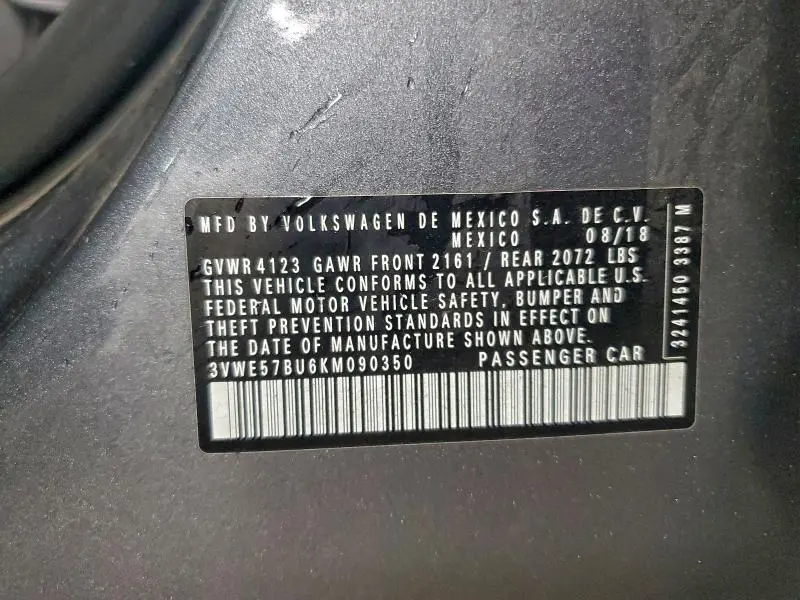 MFD BY VOLKSWAGEN DE MEXICO S.A. DE C.V.
MEXICO 08/18
GVWR 4123 GAWR FRONT 2161 / REAR 2072 LBS
THIS VEHICLE CONFORMS TO ALL APPLICABLE U.S.
FEDERAL MOTOR VEHICLE SAFETY, BUMPER AND
THEFT PREVENTION STANDARDS IN EFFECT ON
THE DATE OF MANUFACTURE SHOWN ABOVE.
3VWE57BU6KM090350 PASSENGER CAR
3241460 3387 M